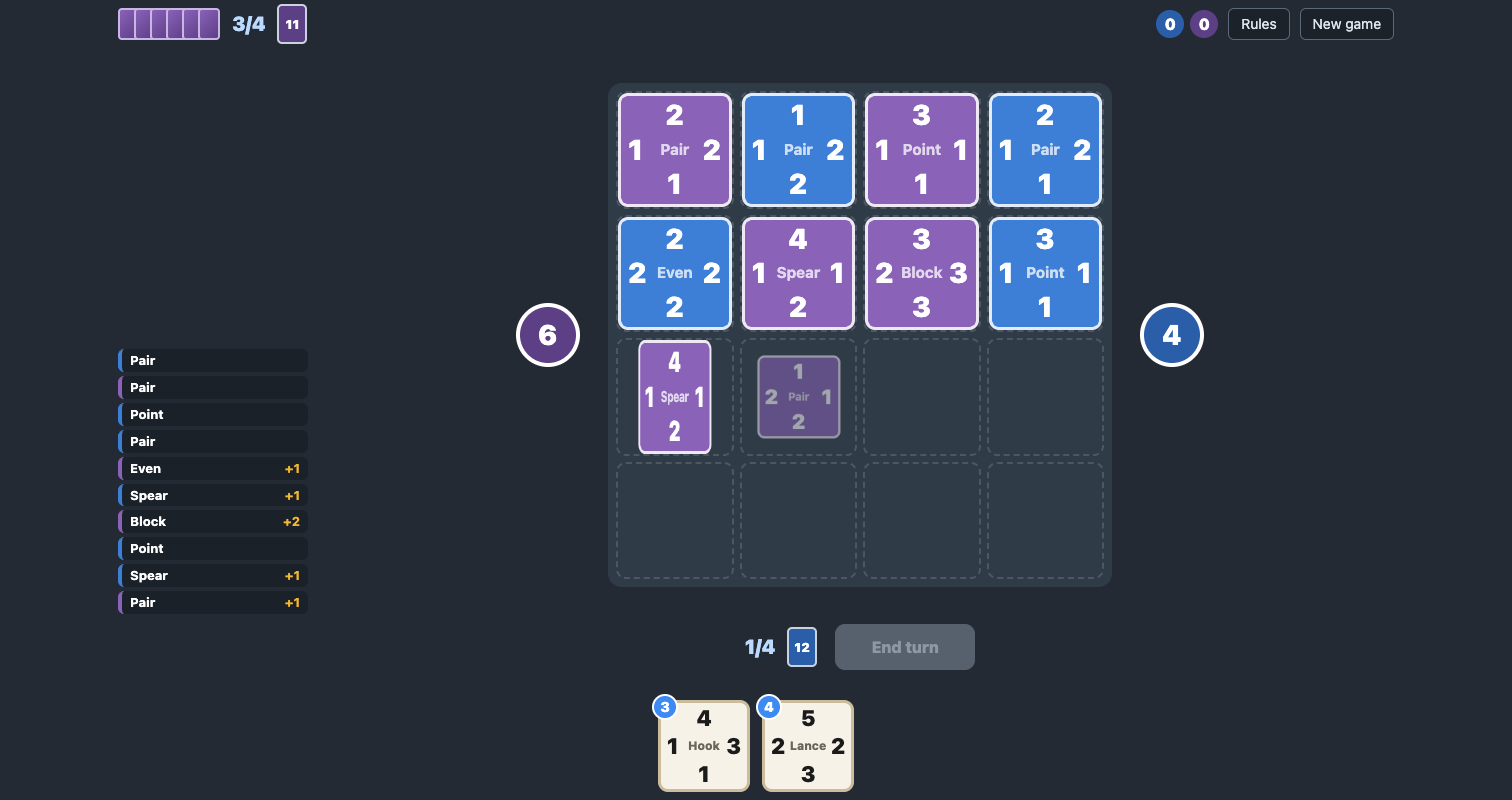 3/4 11 0 0 Rules New game
2 1 3 2
1 Pair 2 1 Pair 2 1 Point 1 1 Pair 2
1 2 1 1
2 4 3 3
2 Even 2 1 Spear 1 2 Block 3 1 Point 1
2 2 3 1
6 4
4 1
1 Spear 1 2 Pair 1
2 2
Pair
Pair
Point
Pair
Even +1
Spear +1
Block +2
Point
Spear +1
Pair +1
1/4 12 End turn
3 4
4 5
1 Hook 3 2 Lance 2
1 3